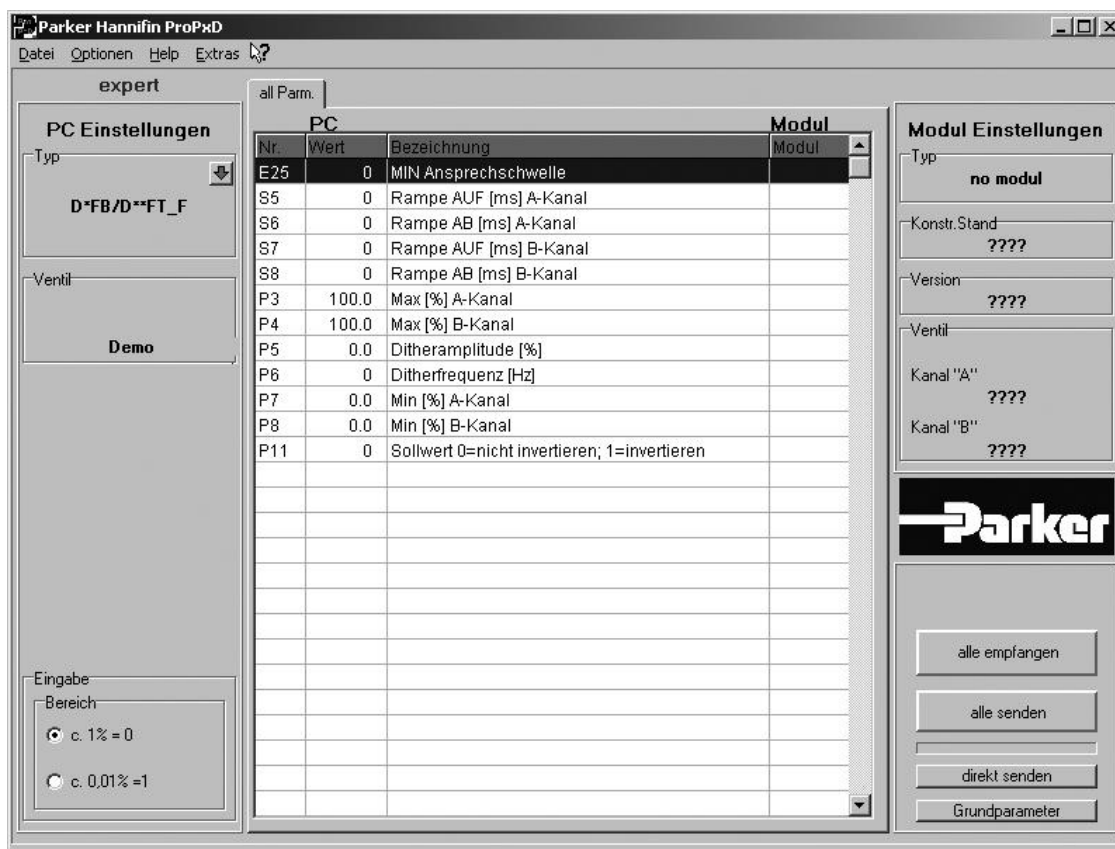 Parker Hannifin ProPxD
Datei Optionen Help Extras ?
expert
PC Einstellungen
Typ
D*FB/D**FT_F
Ventil
Demo
Eingabe
Bereich
c. 1% = 0
c. 0,01% =1
all Parm.
PC Modul
Nr. Wert Bezeichnung Modul
E25 0 MIN Ansprechschwelle
S5 0 Rampe AUF [ms] A-Kanal
S6 0 Rampe AB [ms] A-Kanal
S7 0 Rampe AUF [ms] B-Kanal
S8 0 Rampe AB [ms] B-Kanal
P3 100.0 Max [%] A-Kanal
P4 100.0 Max [%] B-Kanal
P5 0.0 Ditheramplitude [%]
P6 0 Ditherfrequenz [Hz]
P7 0.0 Min [%] A-Kanal
P8 0.0 Min [%] B-Kanal
P11 0 Sollwert 0=nicht invertieren; 1=invertieren
Modul Einstellungen
Typ
no modul
Konstr.Stand
????
Version
????
Ventil
Kanal "A"
????
Kanal "B"
????
Parker
alle empfangen
alle senden
direkt senden
Grundparameter